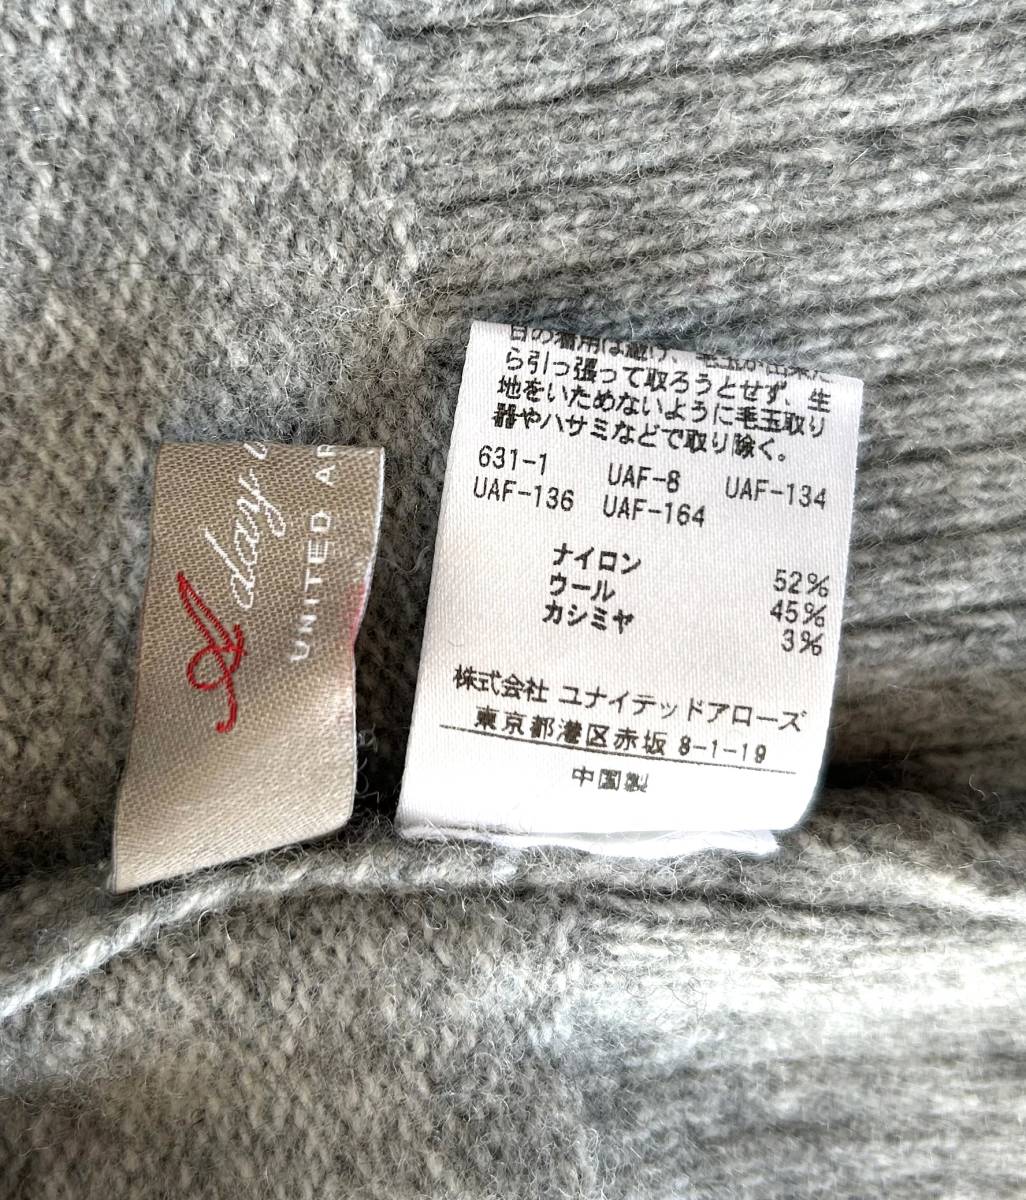 A day i
UNITED AR
日の着用は避け、毛玉が出来た
ら引っ張って取ろうとせず、生
地をいためないように毛玉取り
器やハサミなどで取り除く。
631-1 UAF-8 UAF-134
UAF-136 UAF-164
ナイロン 52%
ウール 45%
カシミヤ 3%
株式会社 ユナイテッドアローズ
東京都港区赤坂 8-1-19
中国製